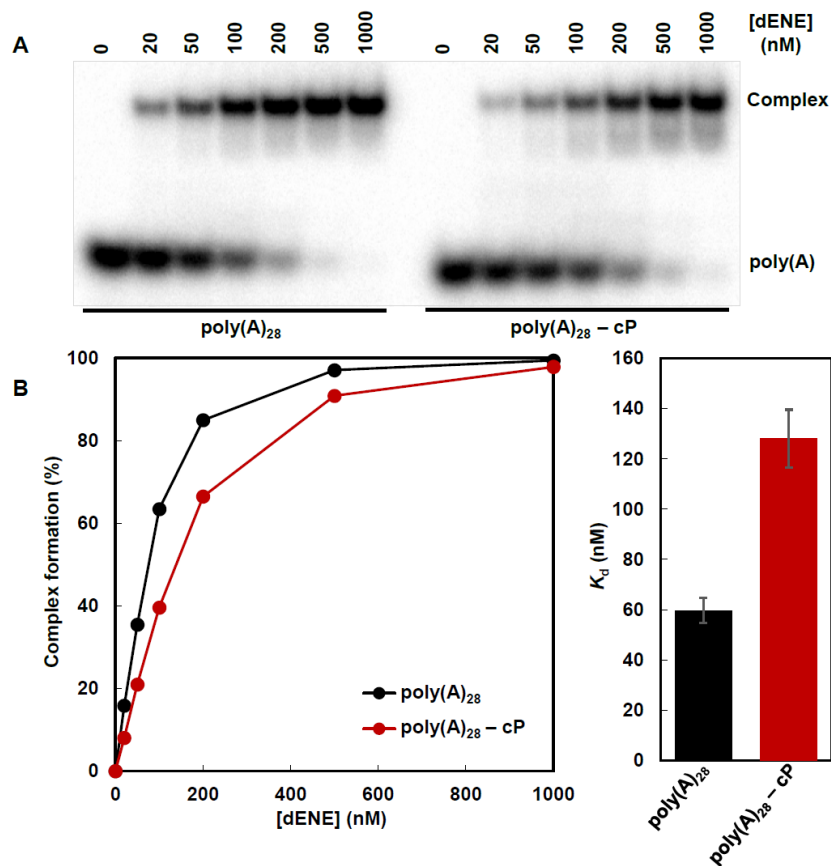 A
0 20 50 100 200 500 1000 0 20 50 100 200 500 1000 [dENE]
(nM)
Complex
poly(A)
poly(A)₂₈ poly(A)₂₈ – cP
B
100
80
60
40
20
0
Complex formation (%)
0 200 400 600 800 1000
[dENE] (nM)
poly(A)₂₈
poly(A)₂₈ – cP
160
140
120
100
80
60
40
20
0
Kd (nM)
poly(A)₂₈
poly(A)₂₈ – cP